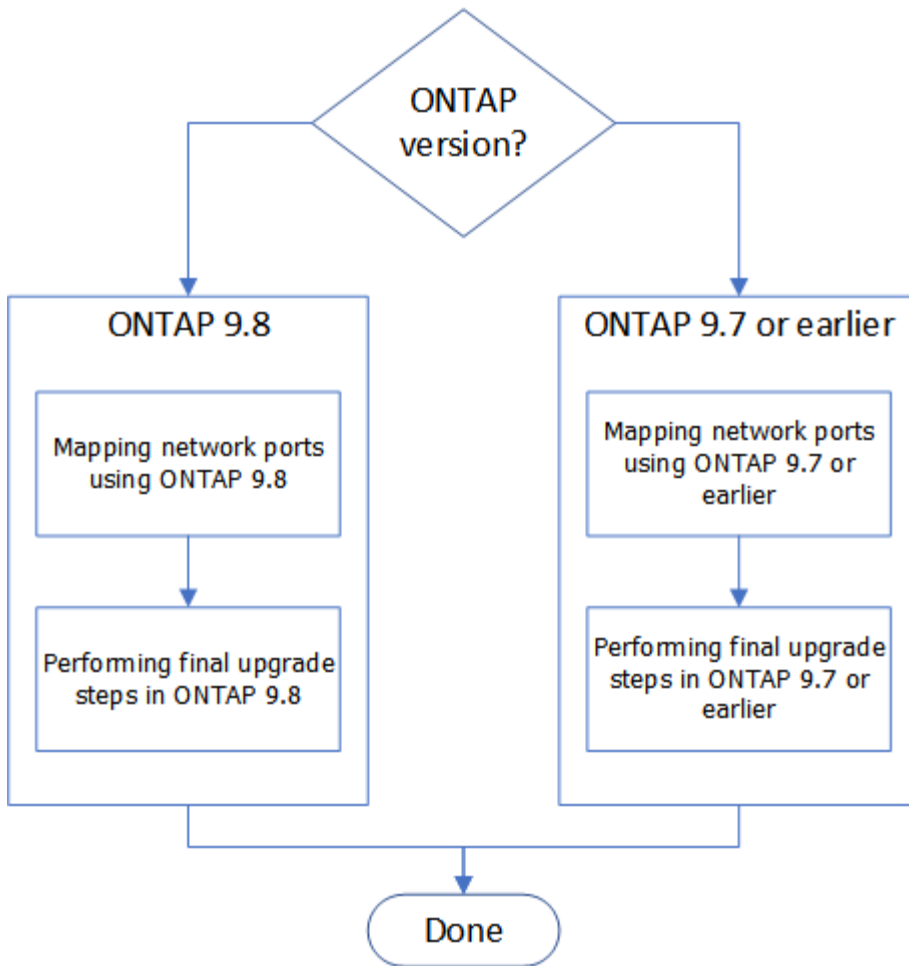 ONTAP
version?
ONTAP 9.8
Mapping network ports
using ONTAP 9.8
Performing final upgrade
steps in ONTAP 9.8
ONTAP 9.7 or earlier
Mapping network ports
using ONTAP 9.7 or
earlier
Performing final upgrade
steps in ONTAP 9.7 or
earlier
Done